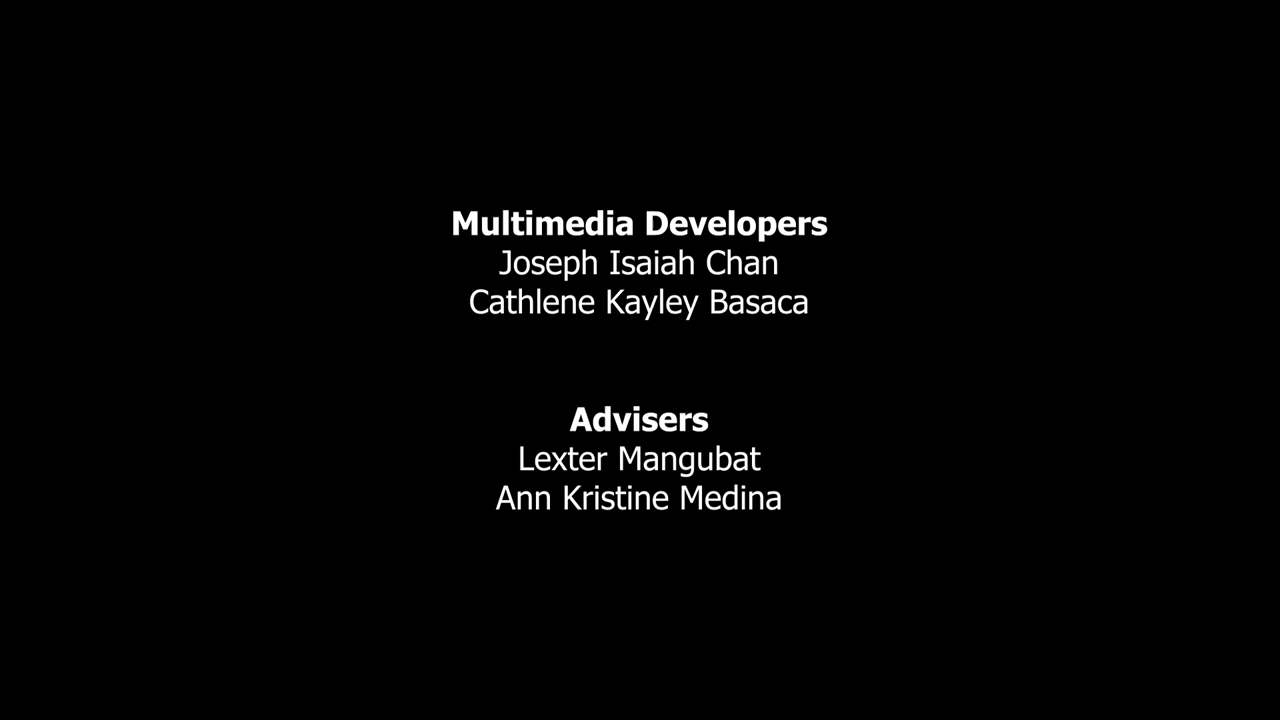 Multimedia Developers
Joseph Isaiah Chan
Cathlene Kayley Basaca
Advisers
Lexter Mangubat
Ann Kristine Medina